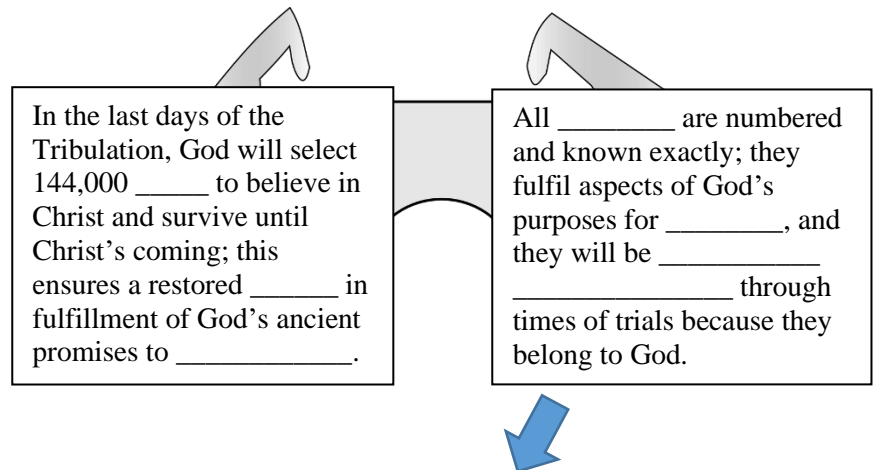 In the last days of the
Tribulation, God will select
144,000 _____ to believe in
Christ and survive until
Christ’s coming; this
ensures a restored ______ in
fulfillment of God’s ancient
promises to ____________.
All ________ are numbered
and known exactly; they
fulfil aspects of God’s
purposes for ________, and
they will be ___________
_______________ through
times of trials because they
belong to God.